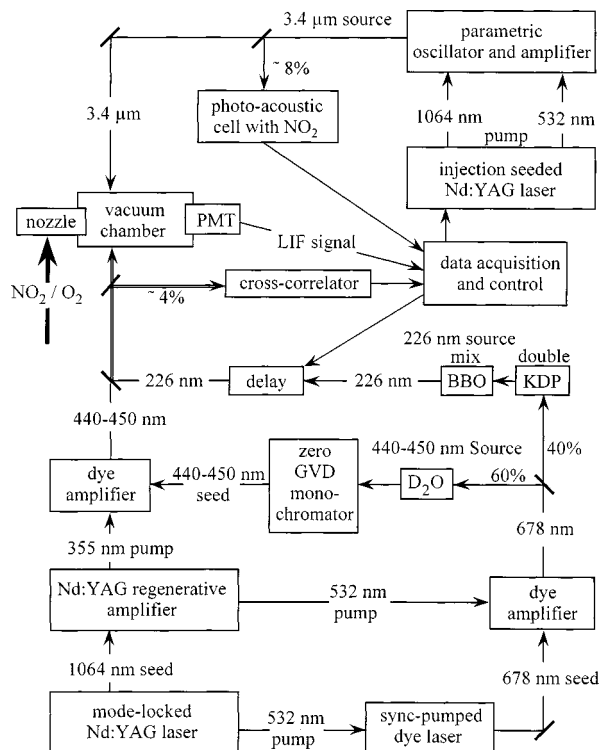 3.4 µm source
parametric
oscillator and amplifier
~ 8%
photo-acoustic
cell with NO2
3.4 µm
1064 nm
532 nm
pump
injection seeded
Nd:YAG laser
nozzle
vacuum
chamber
PMT
LIF signal
data acquisition
and control
NO2 / O2
~ 4%
cross-correlator
226 nm source
mix
double
226 nm
delay
226 nm
BBO
KDP
440-450 nm
40%
dye
amplifier
440-450 nm
seed
zero
GVD
mono-
chromator
440-450 nm Source
D2O
60%
678 nm
355 nm pump
Nd:YAG regenerative
amplifier
532 nm
pump
dye
amplifier
1064 nm seed
678 nm seed
mode-locked
Nd:YAG laser
532 nm
pump
sync-pumped
dye laser